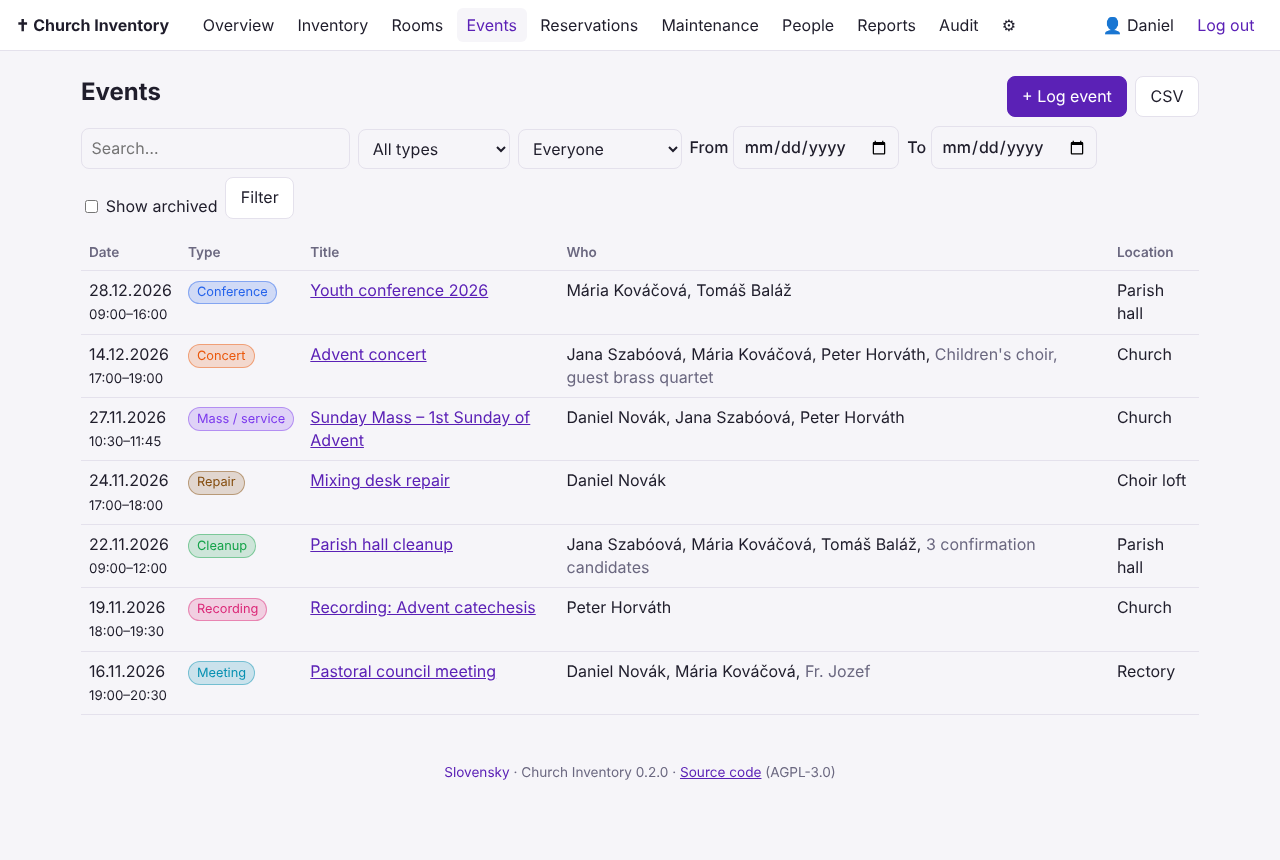 ✝ Church Inventory Overview Inventory Rooms Events Reservations Maintenance People Reports Audit ⚙ 👤 Daniel Log out
Events + Log event CSV
Search… All types Everyone From mm/dd/yyyy To mm/dd/yyyy
Show archived Filter
Date Type Title Who Location
28.12.2026 Conference Youth conference 2026 Mária Kováčová, Tomáš Baláž Parish
09:00–16:00 hall
14.12.2026 Concert Advent concert Jana Szabóová, Mária Kováčová, Peter Horváth, Children's choir, Church
17:00–19:00 guest brass quartet
27.11.2026 Mass / service Sunday Mass – 1st Sunday of Daniel Novák, Jana Szabóová, Peter Horváth Church
10:30–11:45 Advent
24.11.2026 Repair Mixing desk repair Daniel Novák Choir loft
17:00–18:00
22.11.2026 Cleanup Parish hall cleanup Jana Szabóová, Mária Kováčová, Tomáš Baláž, 3 confirmation Parish
09:00–12:00 candidates hall
19.11.2026 Recording Recording: Advent catechesis Peter Horváth Church
18:00–19:30
16.11.2026 Meeting Pastoral council meeting Daniel Novák, Mária Kováčová, Fr. Jozef Rectory
19:00–20:30
Slovensky · Church Inventory 0.2.0 · Source code (AGPL-3.0)